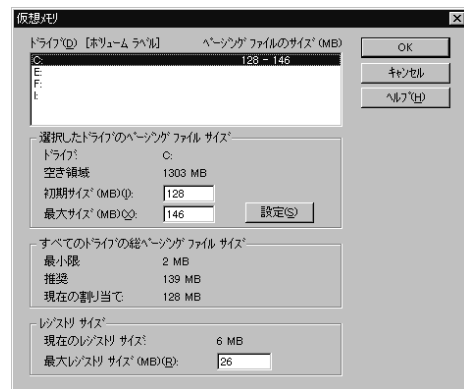 仮想メモリ
ドライブ(D) [ボリューム ラベル] ページング ファイルのサイズ (MB)
OK
C: 128 - 146
キャンセル
E:
F:
ヘルプ(H)
I:
選択したドライブのページング ファイル サイズ
ドライブ: C:
空き領域 1303 MB
初期サイズ (MB)(I): 128
最大サイズ (MB)(X): 146 設定(S)
すべてのドライブの総ページング ファイル サイズ
最小限 2 MB
推奨 139 MB
現在の割り当て: 128 MB
レジストリ サイズ
現在のレジストリ サイズ: 6 MB
最大レジストリ サイズ (MB)(R): 26